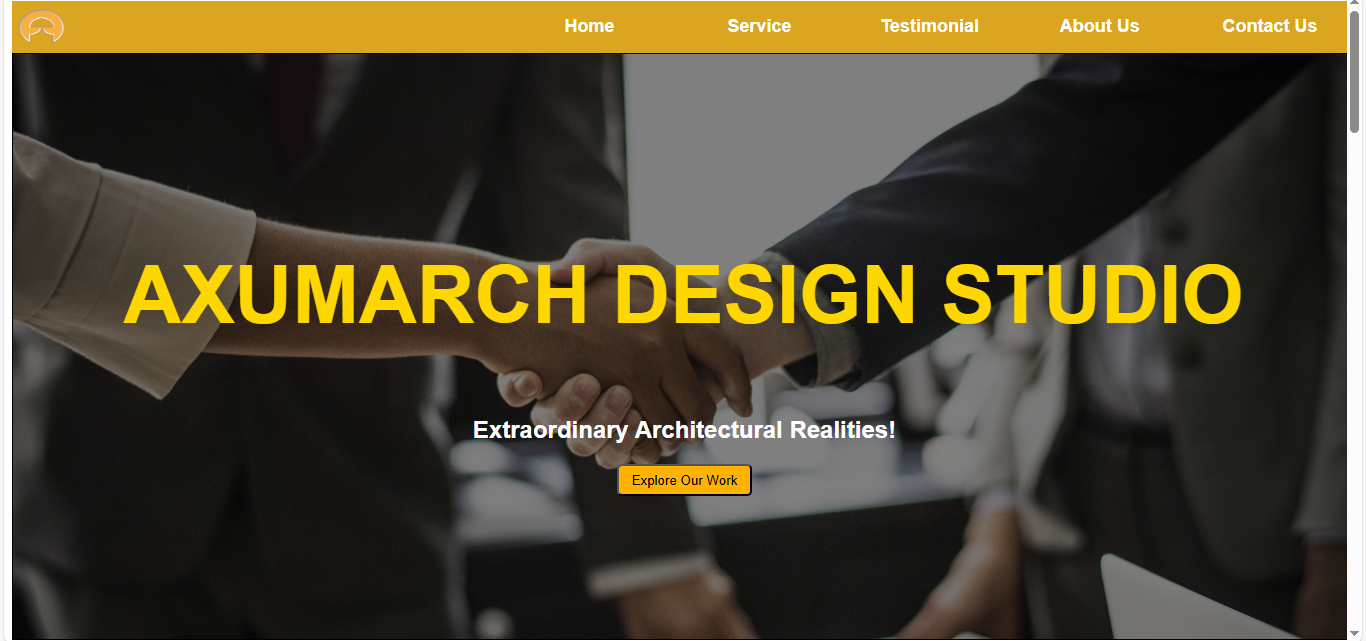 Home Service Testimonial About Us Contact Us
AXUMARCH DESIGN STUDIO
Extraordinary Architectural Realities!
Explore Our Work